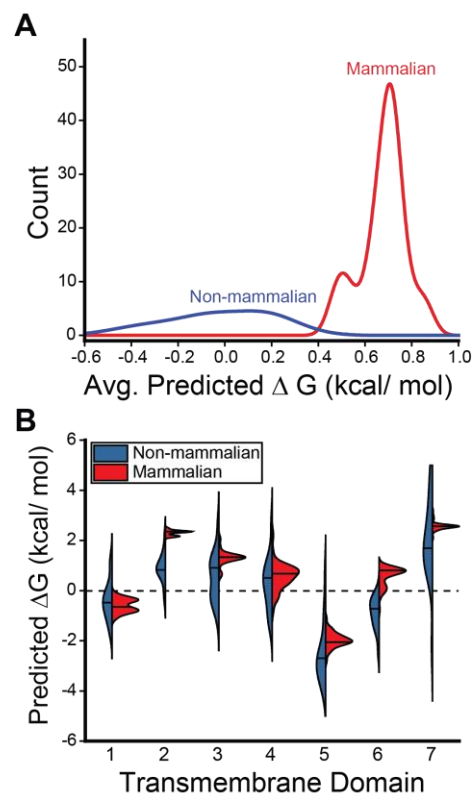 A
Mammalian
Non-mammalian
Count
50
40
30
20
10
0
-0.6 -0.4 -0.2 0.0 0.2 0.4 0.6 0.8 1.0
Avg. Predicted Δ G (kcal/ mol)
B
Non-mammalian
Mammalian
Predicted ΔG (kcal/ mol)
6
4
2
0
-2
-4
-6
1 2 3 4 5 6 7
Transmembrane Domain